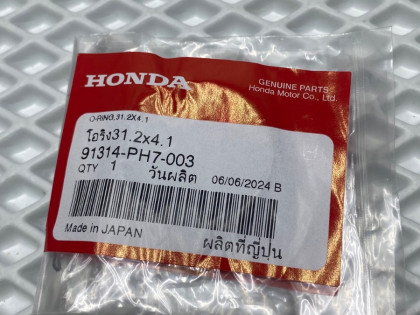 HONDA
GENUINE PARTS
Honda Motor Co., Ltd.
O-RING,31.2X4.1
โอริง31.2x4.1
91314-PH7-003
QTY 1 วันผลิต 06/06/2024 B
Made in JAPAN ผลิตที่ญี่ปุ่น